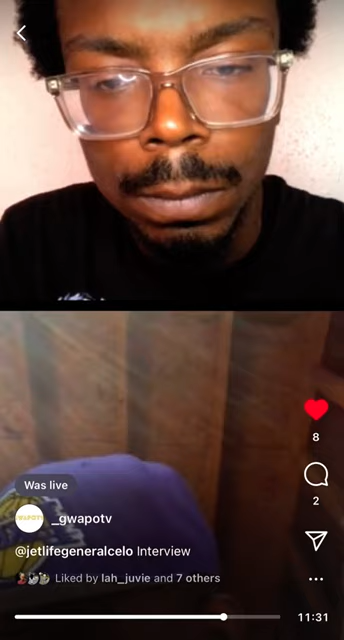 8
2
Was live
_gwapotv
@jetlifegeneralcelo Interview
Liked by lah_juvie and 7 others
11:31